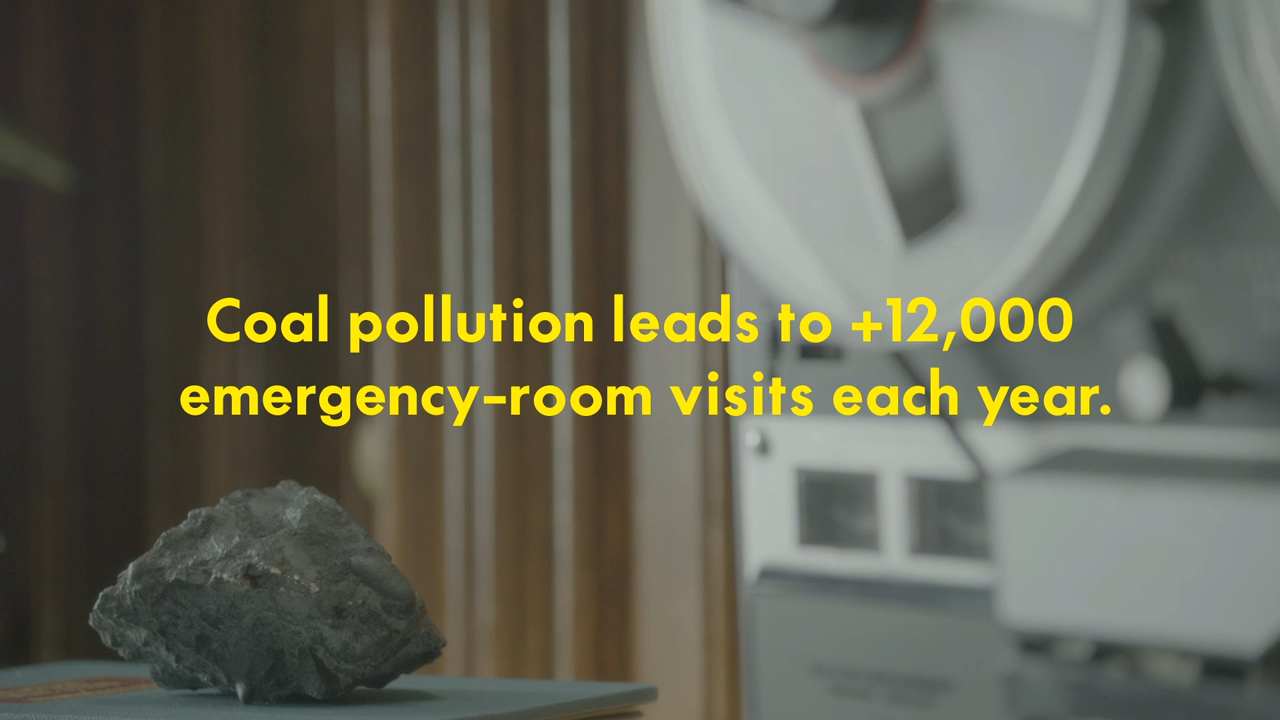 Coal pollution leads to +12,000
emergency-room visits each year.